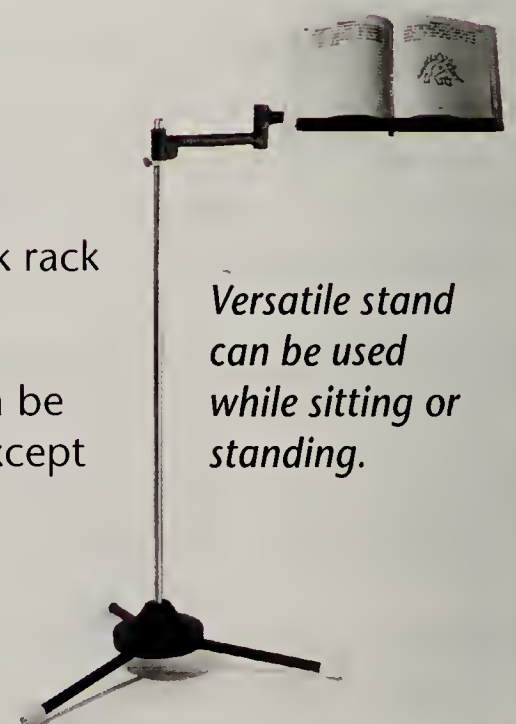 k rack
be
xcept
Versatile stand
can be used
while sitting or
standing.